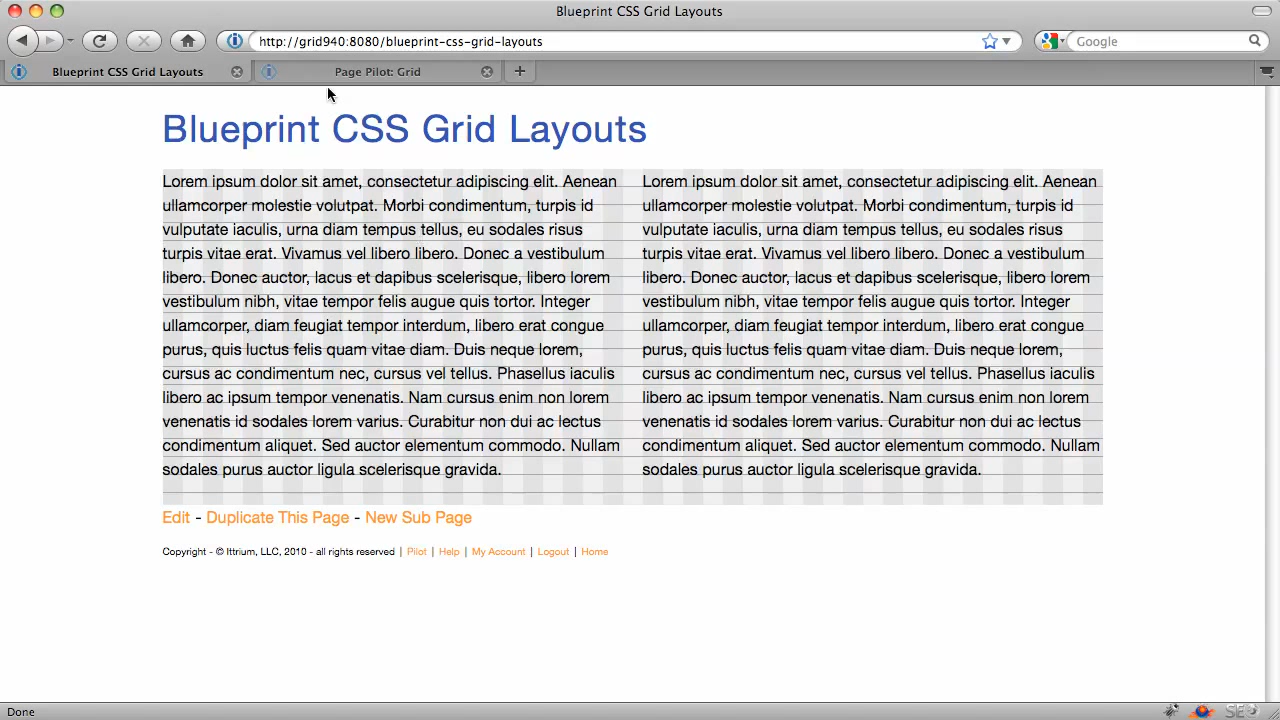 Blueprint CSS Grid Layouts
http://grid940:8080/blueprint-css-grid-layouts
Google
Blueprint CSS Grid Layouts
Page Pilot: Grid
Blueprint CSS Grid Layouts
Lorem ipsum dolor sit amet, consectetur adipiscing elit. Aenean
ullamcorper molestie volutpat. Morbi condimentum, turpis id
vulputate iaculis, urna diam tempus tellus, eu sodales risus
turpis vitae erat. Vivamus vel libero libero. Donec a vestibulum
libero. Donec auctor, lacus et dapibus scelerisque, libero lorem
vestibulum nibh, vitae tempor felis augue quis tortor. Integer
ullamcorper, diam feugiat tempor interdum, libero erat congue
purus, quis luctus felis quam vitae diam. Duis neque lorem,
cursus ac condimentum nec, cursus vel tellus. Phasellus iaculis
libero ac ipsum tempor venenatis. Nam cursus enim non lorem
venenatis id sodales lorem varius. Curabitur non dui ac lectus
condimentum aliquet. Sed auctor elementum commodo. Nullam
sodales purus auctor ligula scelerisque gravida.
Lorem ipsum dolor sit amet, consectetur adipiscing elit. Aenean
ullamcorper molestie volutpat. Morbi condimentum, turpis id
vulputate iaculis, urna diam tempus tellus, eu sodales risus
turpis vitae erat. Vivamus vel libero libero. Donec a vestibulum
libero. Donec auctor, lacus et dapibus scelerisque, libero lorem
vestibulum nibh, vitae tempor felis augue quis tortor. Integer
ullamcorper, diam feugiat tempor interdum, libero erat congue
purus, quis luctus felis quam vitae diam. Duis neque lorem,
cursus ac condimentum nec, cursus vel tellus. Phasellus iaculis
libero ac ipsum tempor venenatis. Nam cursus enim non lorem
venenatis id sodales lorem varius. Curabitur non dui ac lectus
condimentum aliquet. Sed auctor elementum commodo. Nullam
sodales purus auctor ligula scelerisque gravida.
Edit - Duplicate This Page - New Sub Page
Copyright - © Ittrium, LLC, 2010 - all rights reserved | Pilot | Help | My Account | Logout | Home
Done